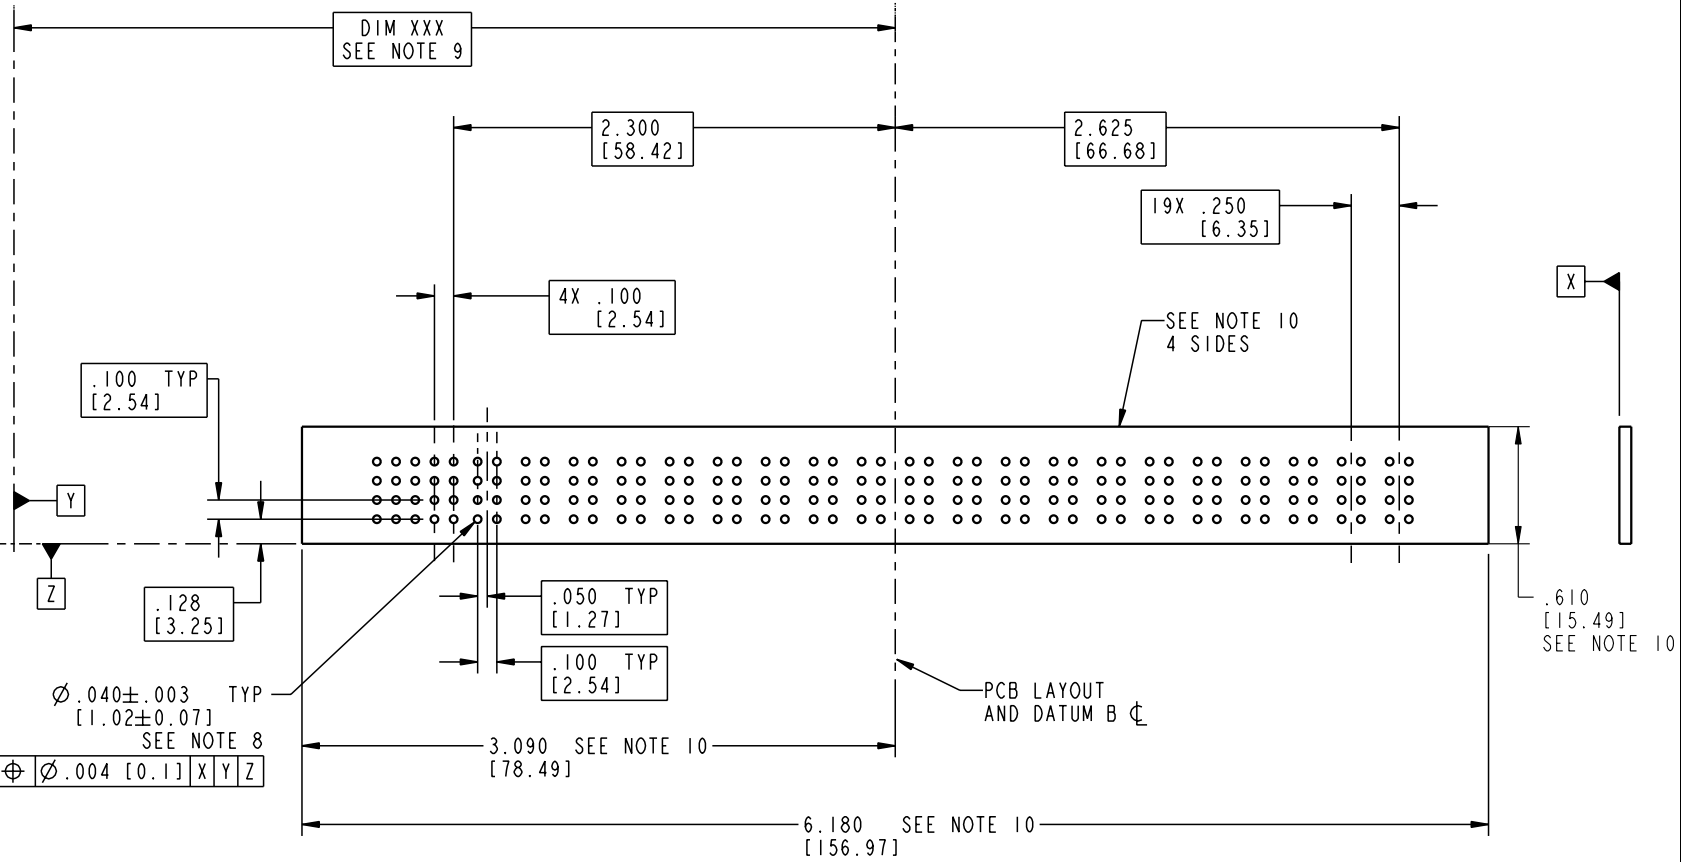 DIM XXX
SEE NOTE 9
2.300
[58.42]
2.625
[66.68]
19X .250
[6.35]
X
4X .100
[2.54]
SEE NOTE 10
4 SIDES
.100 TYP
[2.54]
Y
Z
.128
[3.25]
.050 TYP
[1.27]
.610
[15.49]
SEE NOTE 10
.100 TYP
[2.54]
Ø.040±.003 TYP
[1.02±0.07]
SEE NOTE 8
⌖ Ø.004 [0.1] X Y Z
PCB LAYOUT
AND DATUM B ℄
3.090 SEE NOTE 10
[78.49]
6.180 SEE NOTE 10
[156.97]